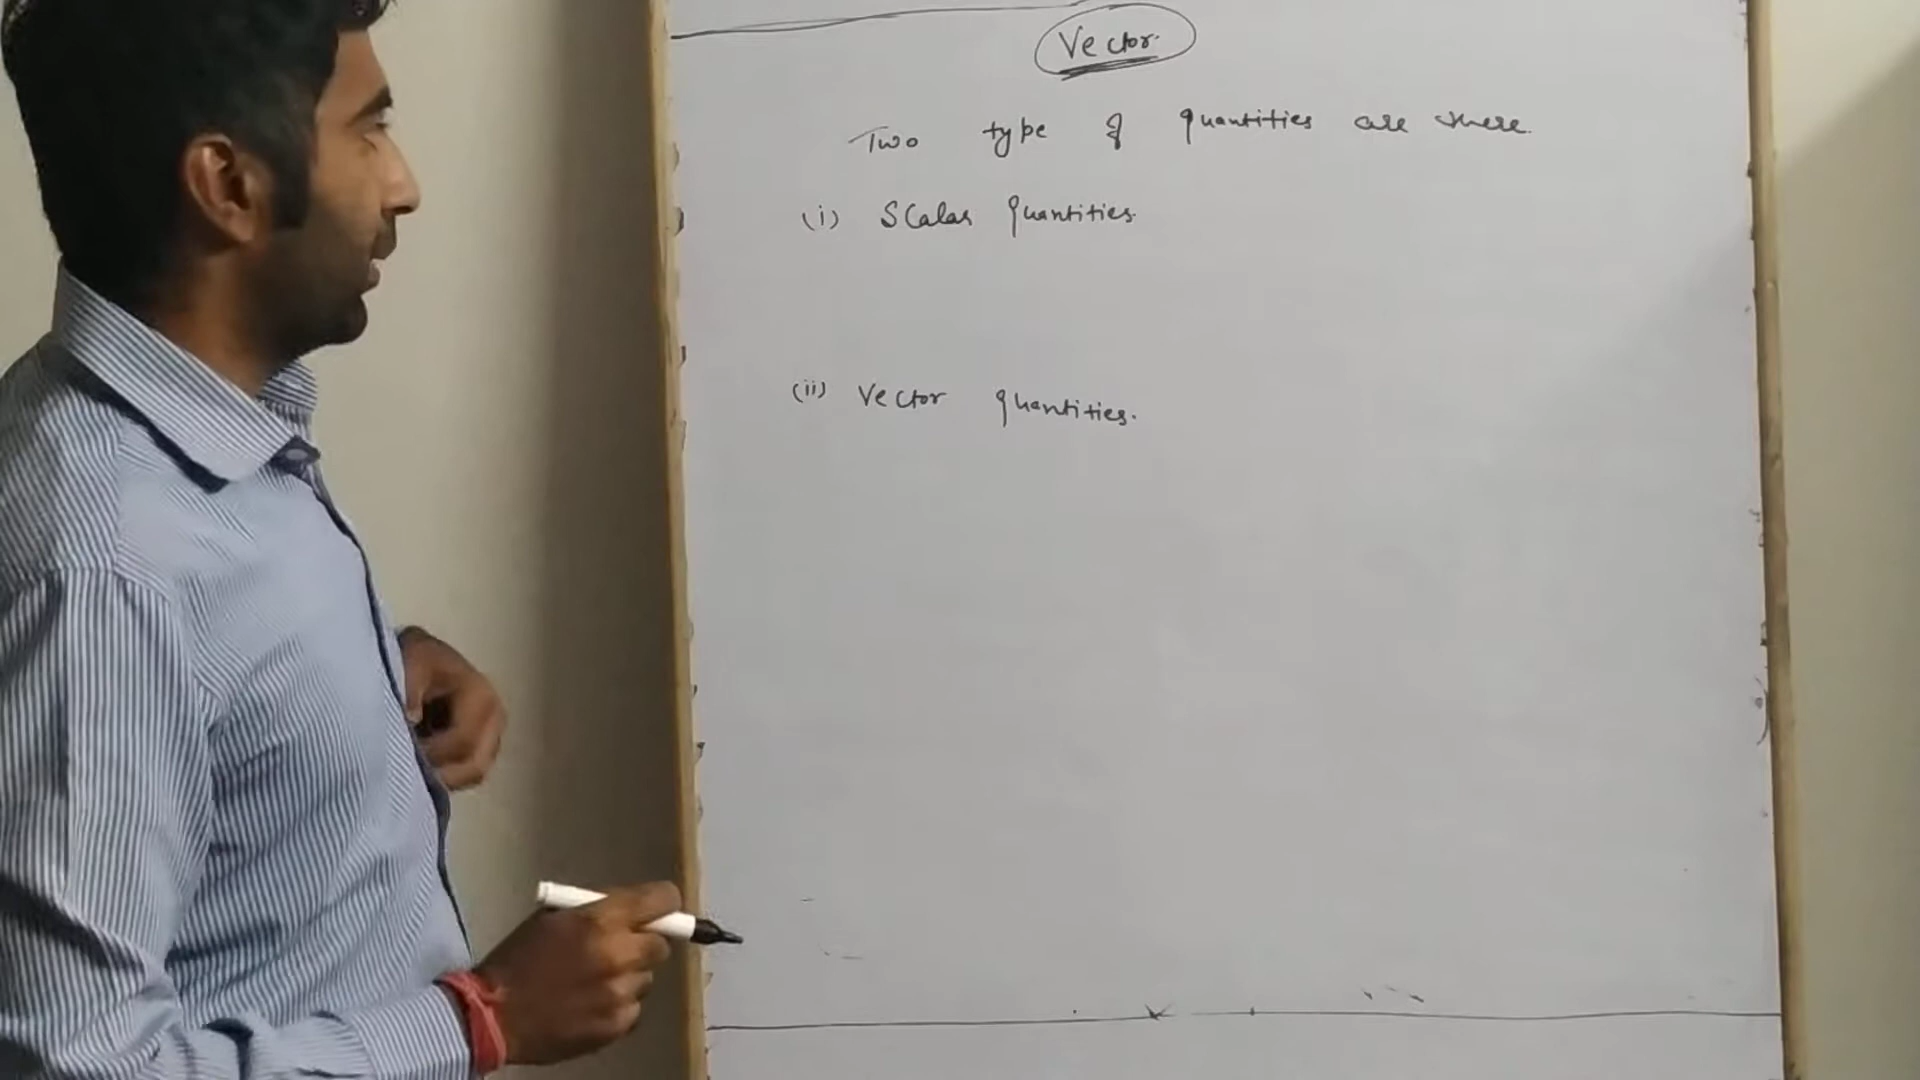 Vector.
Two type of quantities are there.
(i) Scalar quantities.
(ii) Vector quantities.